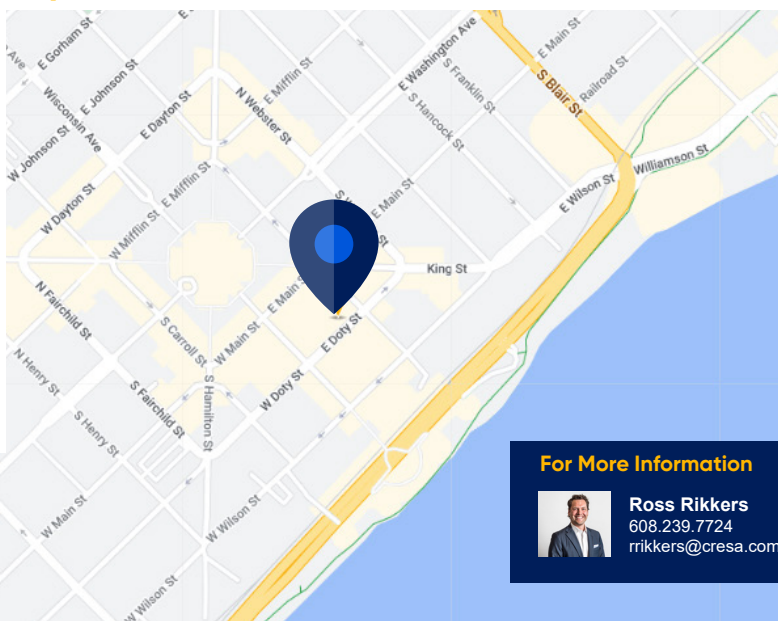 E Gorham St
E Johnson St
Ave
Wisconsin Ave
W Johnson St
E Dayton St
N Webster St
E Mifflin St
E Washington Ave
S Franklin St
S Hancock St
E Main St
Railroad St
S Blair St
Williamson St
E Wilson St
W Dayton St
W Mifflin St
E Mifflin St
E Main St
King St
E Main St
E Doty St
N Fairchild St
S Carroll St
W Main St
W Doty St
N Henry St
S Henry St
S Fairchild St
S Hamilton St
W Main St
W Wilson St
W Wilson St
For More Information
Ross Rikkers
608.239.7724
rrikkers@cresa.com